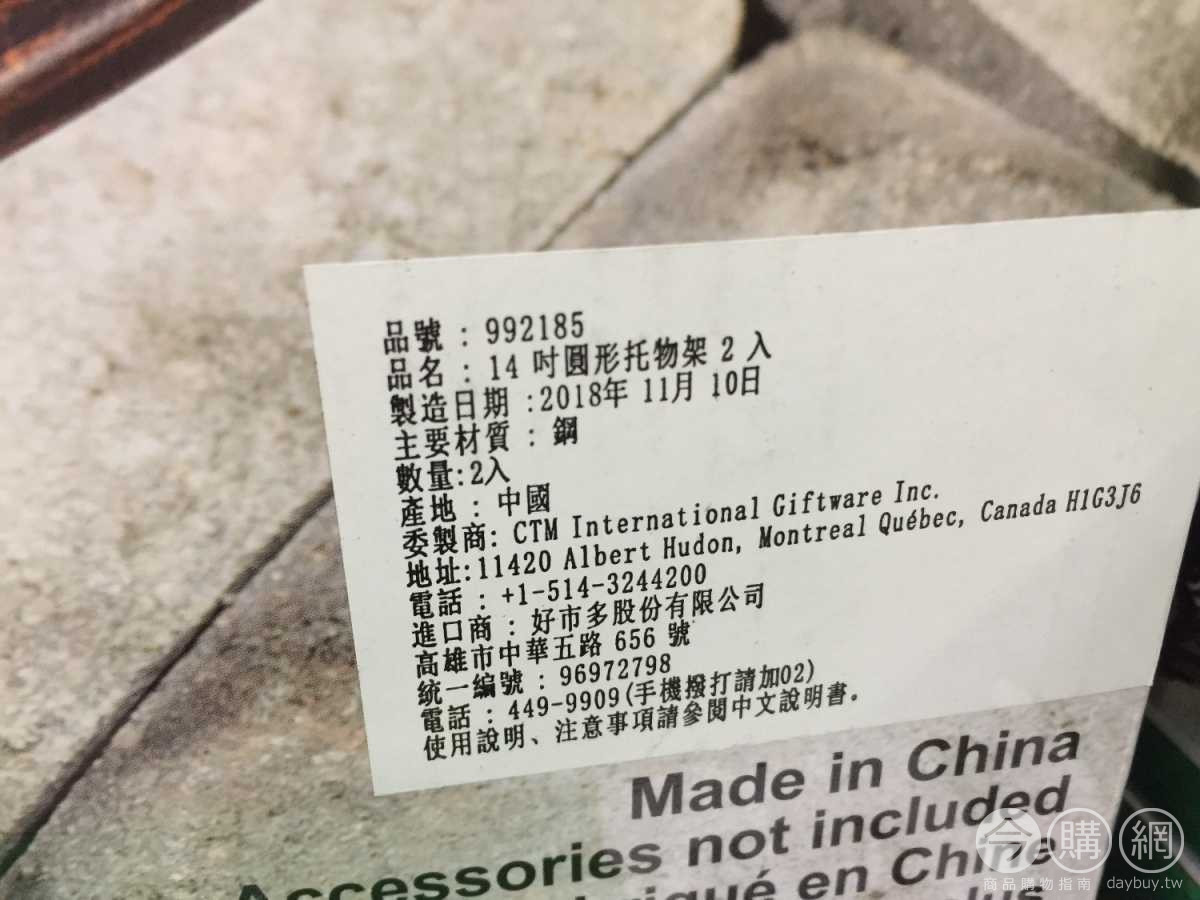 品號 : 992185
品名 : 14 吋圓形托物架 2 入
製造日期 :2018年 11月 10日
主要材質 : 鋼
數量:2入
產地 : 中國
委製商: CTM International Giftware Inc.
地址:11420 Albert Hudon, Montreal Québec, Canada H1G3J6
電話 : +1-514-3244200
進口商 : 好市多股份有限公司
高雄市中華五路 656 號
統一編號 : 96972798
電話 : 449-9909(手機撥打請加02)
使用說明、注意事項請參閱中文說明書。
Made in China
Accessories not included
en Chine
購網
商品購物指南 daybuy.tw